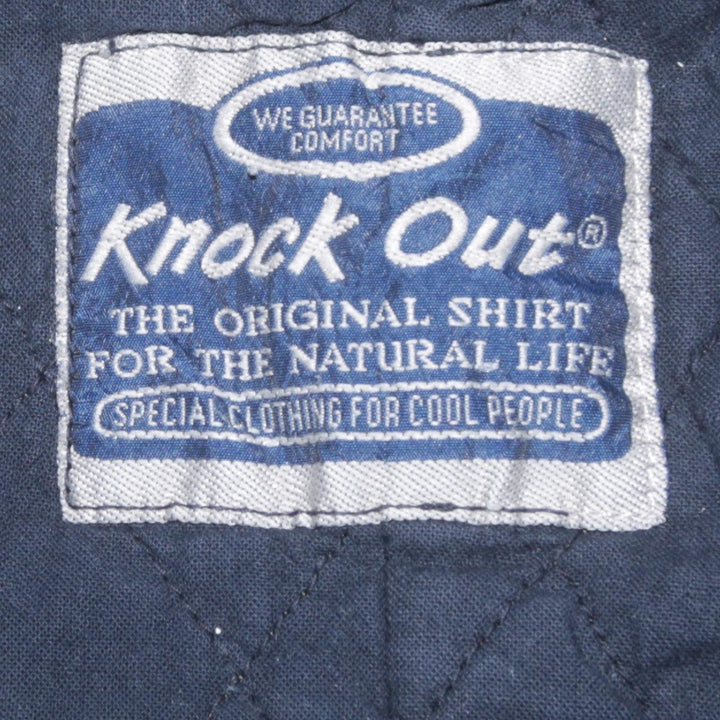 WE GUARANTEE
COMFORT
Knock Out®
THE ORIGINAL SHIRT
FOR THE NATURAL LIFE
SPECIAL CLOTHING FOR COOL PEOPLE